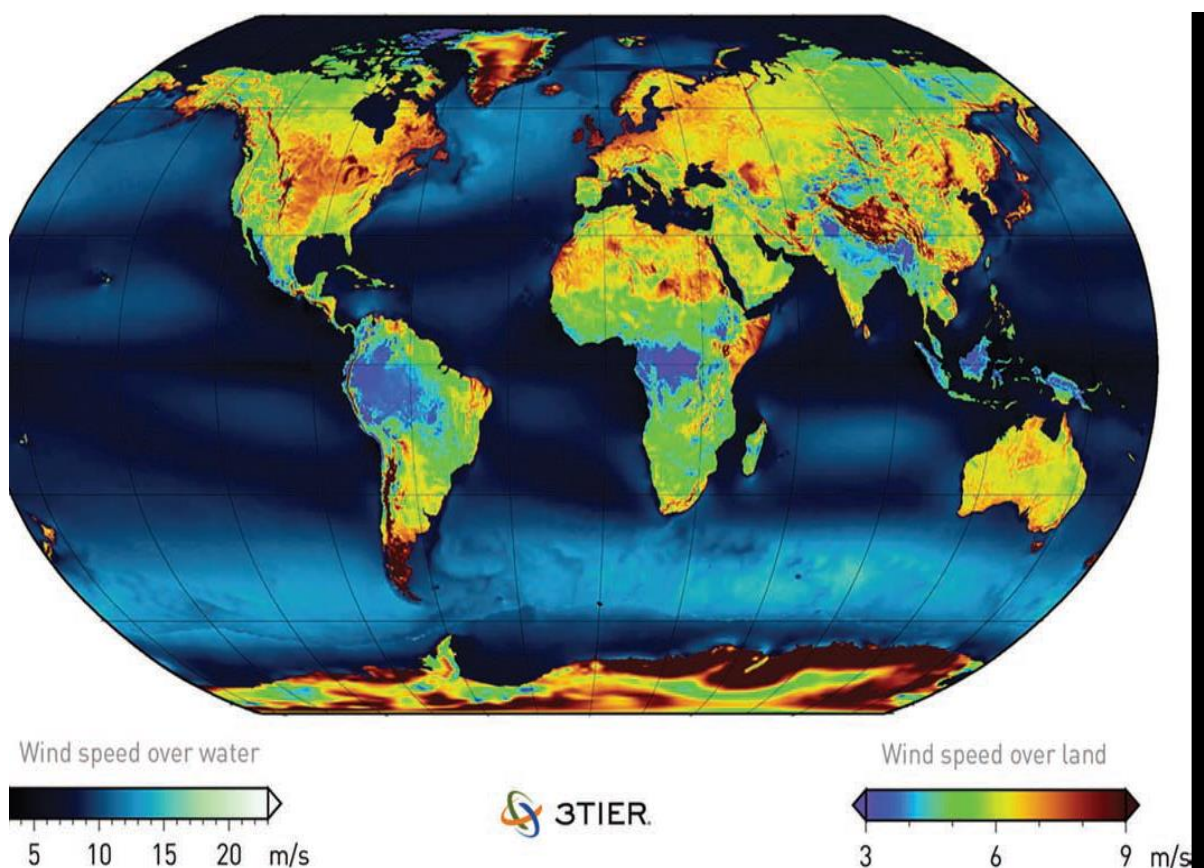 Wind speed over water
5 10 15 20 m/s
3TIER.
Wind speed over land
3 6 9 m/s